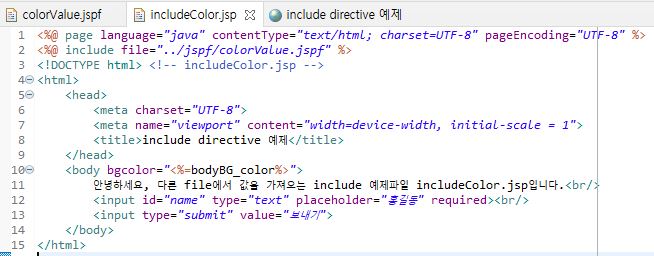 colorValue.jspf includeColor.jsp include directive 예제
1 <%@ page language="java" contentType="text/html; charset=UTF-8" pageEncoding="UTF-8" %>
2 <%@ include file="../jspf/colorValue.jspf" %>
3 <!DOCTYPE html> <!-- includeColor.jsp -->
4 <html>
5 <head>
6 <meta charset="UTF-8">
7 <meta name="viewport" content="width=device-width, initial-scale = 1">
8 <title>include directive 예제</title>
9 </head>
10 <body bgcolor="<%=bodyBG_color%>">
11 안녕하세요, 다른 file에서 값을 가져오는 include 예제파일 includeColor.jsp입니다.<br/>
12 <input id="name" type="text" placeholder="홍길동" required><br/>
13 <input type="submit" value="보내기">
14 </body>
15 </html>